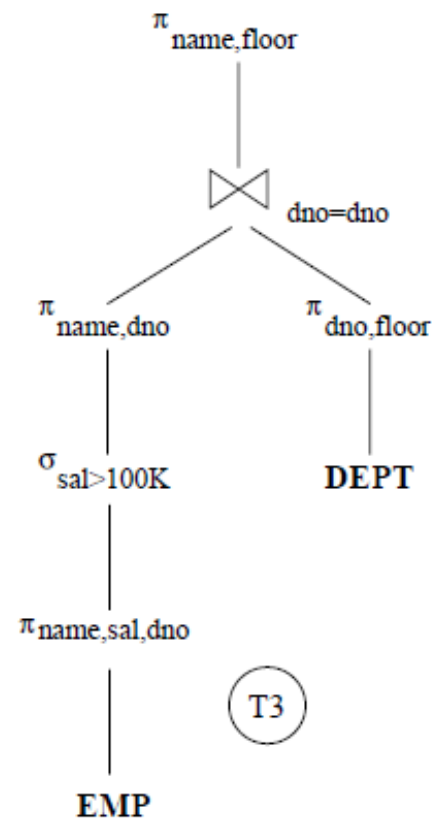 π name,floor
dno=dno
π name,dno
π dno,floor
σ sal>100K
DEPT
π name,sal,dno
T3
EMP